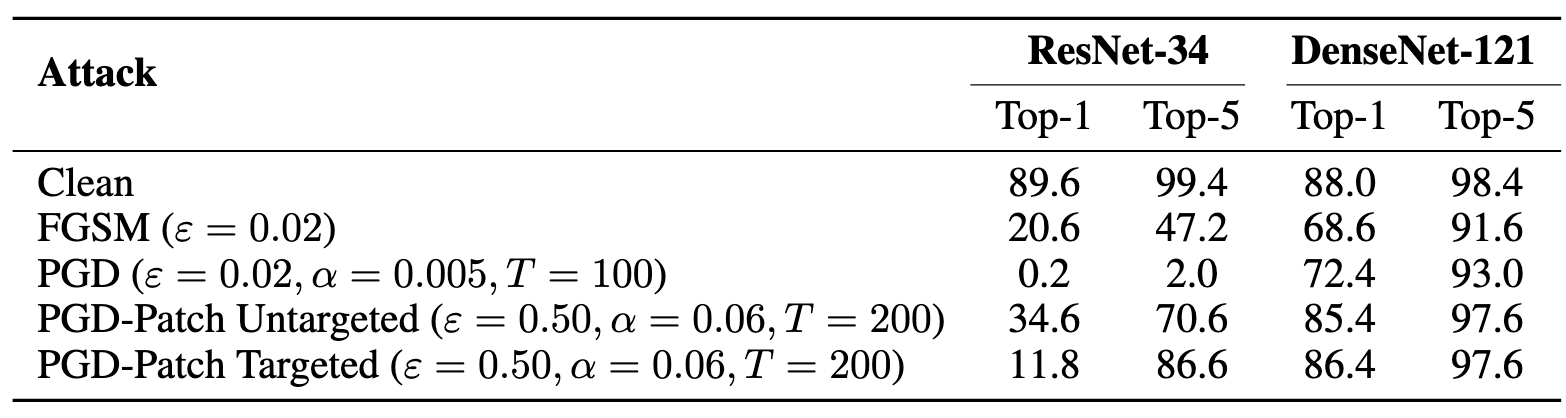 Attack ResNet-34 DenseNet-121
Top-1 Top-5 Top-1 Top-5
Clean 89.6 99.4 88.0 98.4
FGSM (ε = 0.02) 20.6 47.2 68.6 91.6
PGD (ε = 0.02, α = 0.005, T = 100) 0.2 2.0 72.4 93.0
PGD-Patch Untargeted (ε = 0.50, α = 0.06, T = 200) 34.6 70.6 85.4 97.6
PGD-Patch Targeted (ε = 0.50, α = 0.06, T = 200) 11.8 86.6 86.4 97.6